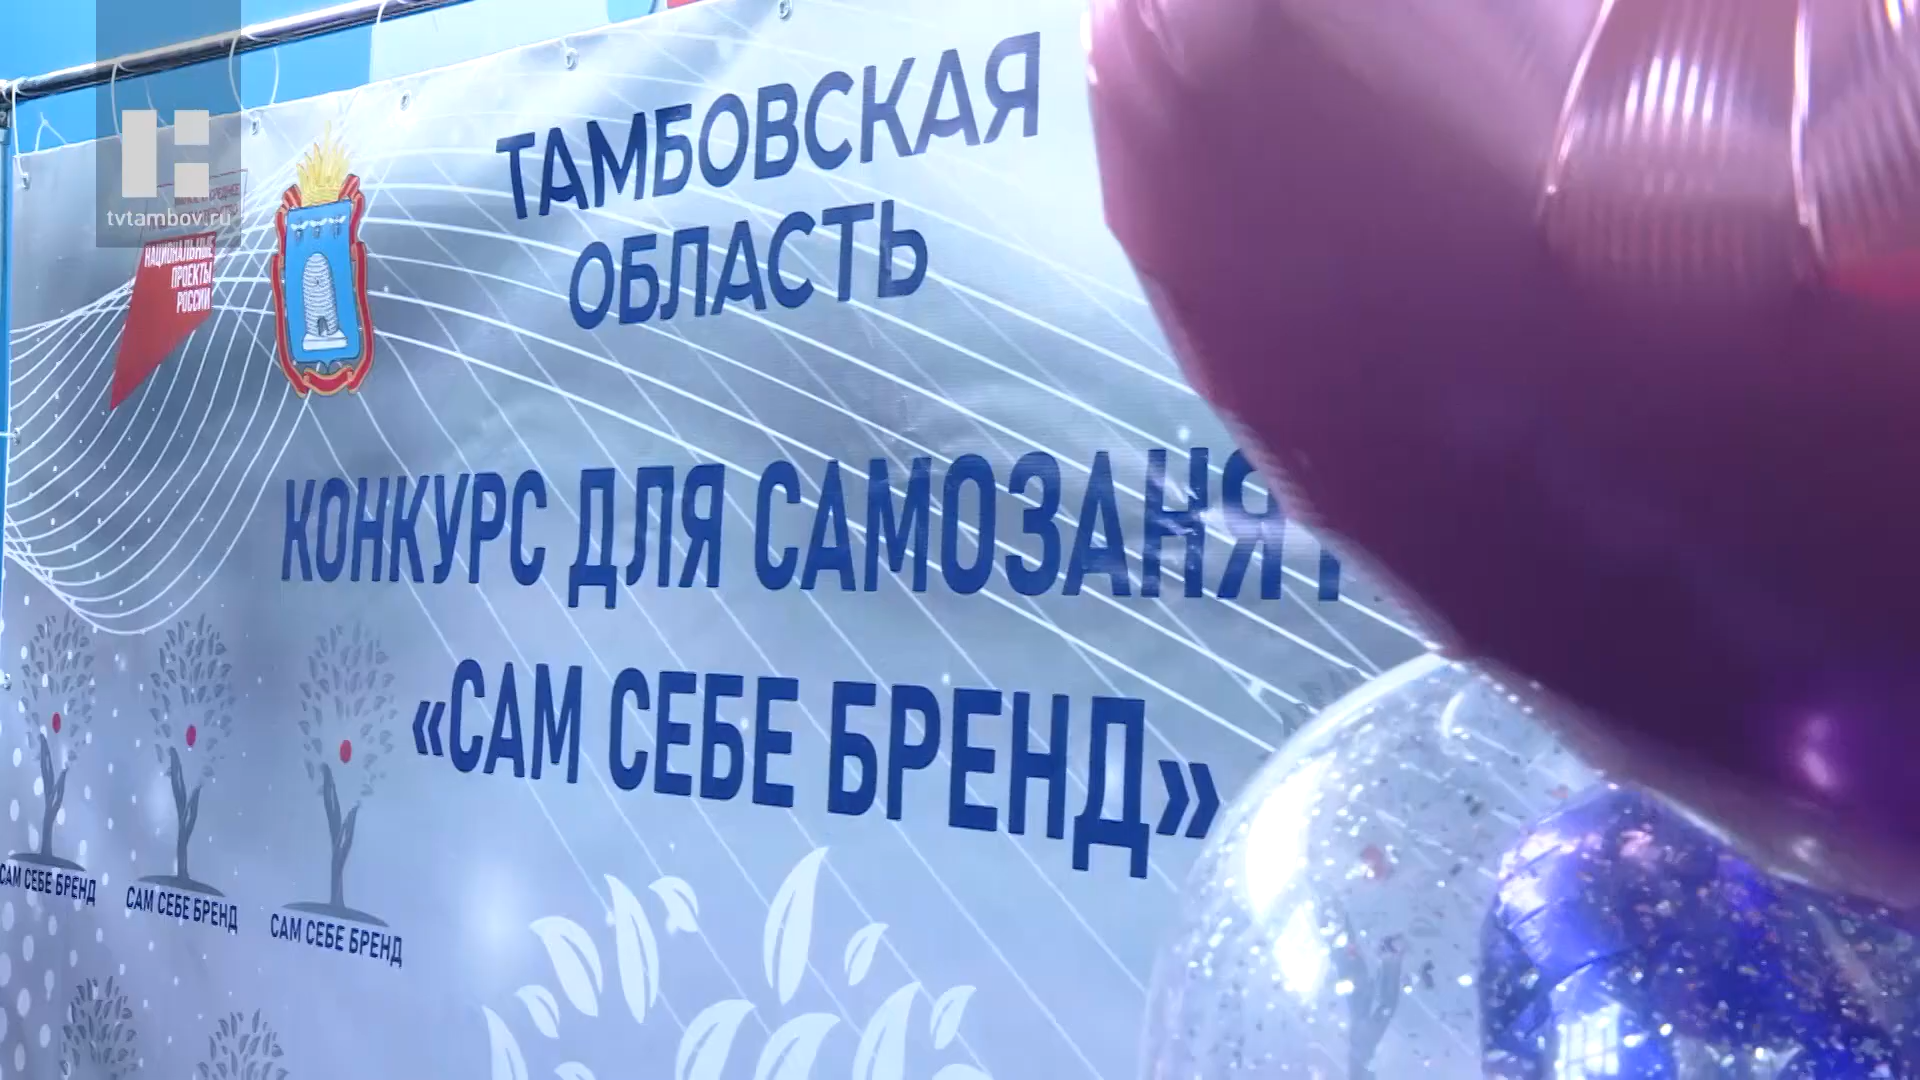 tvtambov.ru
НАЦИОНАЛЬНЫЕ
ПРОЕКТЫ
РОССИИ
ТАМБОВСКАЯ
ОБЛАСТЬ
КОНКУРС ДЛЯ САМОЗАНЯТ
«САМ СЕБЕ БРЕНД»
САМ СЕБЕ БРЕНД
САМ СЕБЕ БРЕНД
САМ СЕБЕ БРЕНД